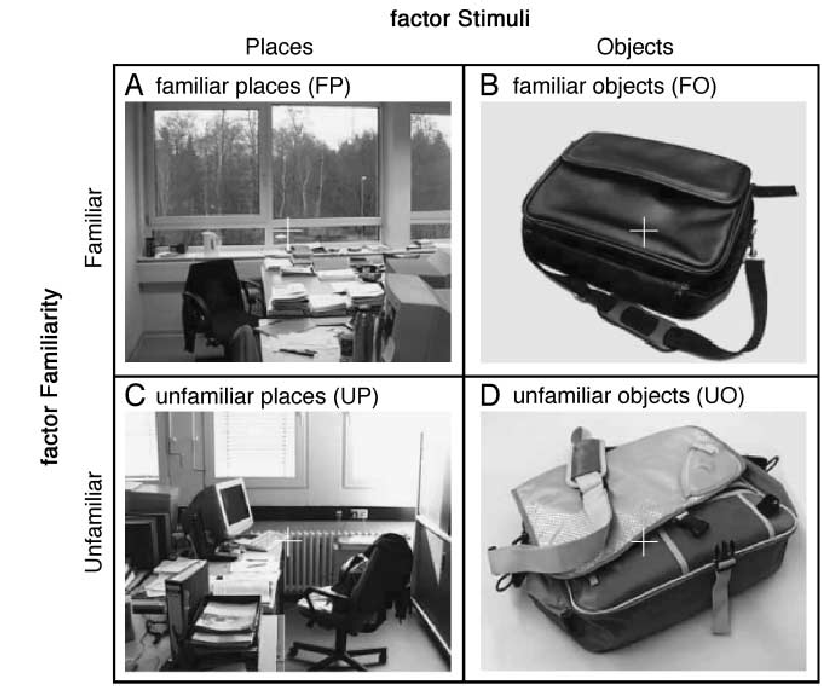 factor Stimuli
Places
Objects
factor Familiarity
Familiar
A familiar places (FP)
B familiar objects (FO)
Unfamiliar
C unfamiliar places (UP)
D unfamiliar objects (UO)